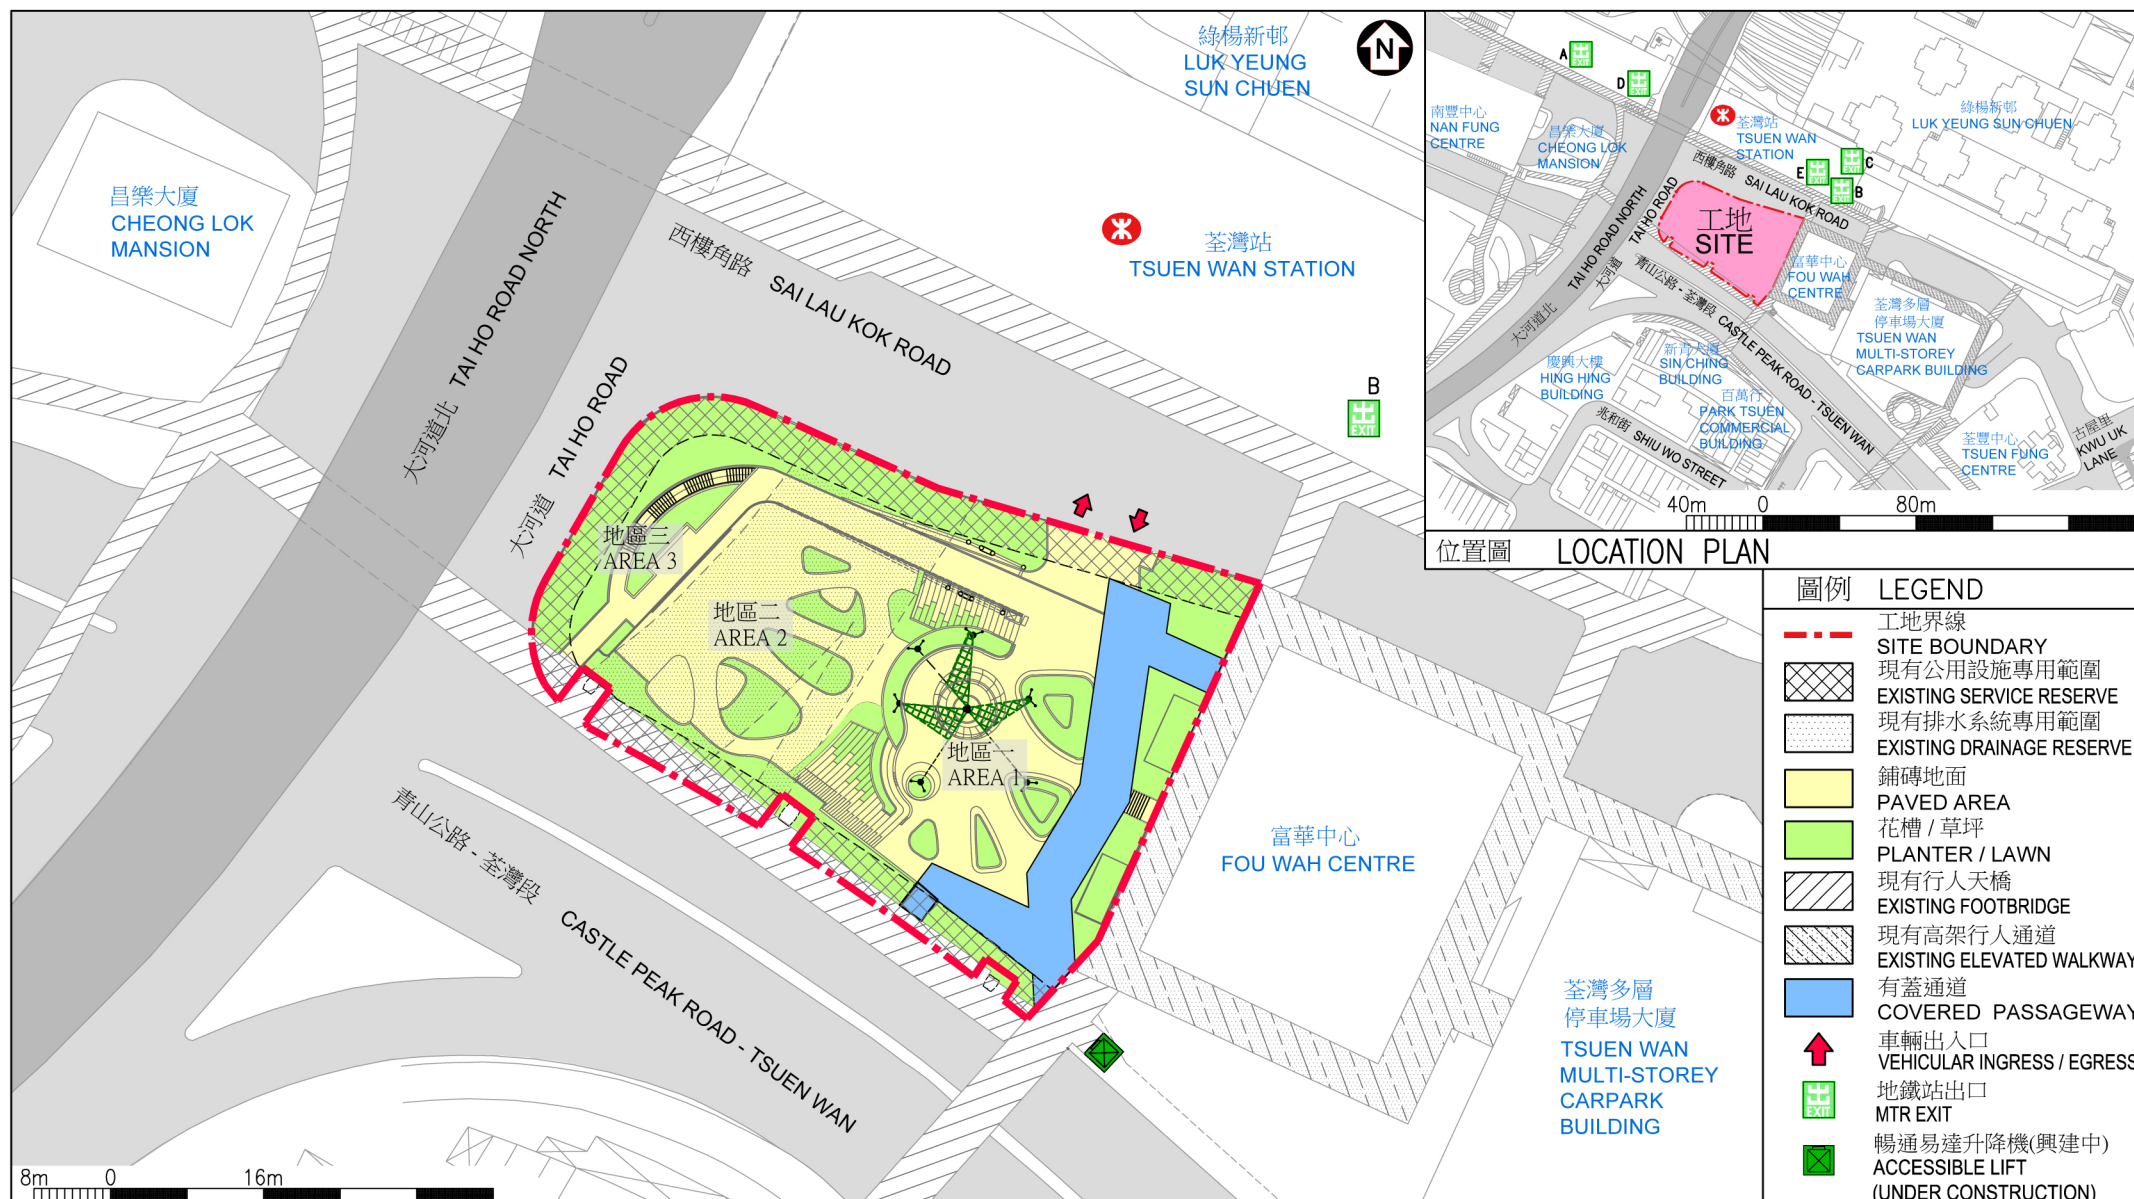 綠楊新邨
LUK YEUNG
SUN CHUEN
N
昌樂大廈
CHEONG LOK
MANSION
大河道北 TAI HO ROAD NORTH
西樓角路 SAI LAU KOK ROAD
荃灣站
TSUEN WAN STATION
大河道 TAI HO ROAD
B
出
EXIT
地區三
AREA 3
地區二
AREA 2
地區一
AREA 1
青山公路 - 荃灣段 CASTLE PEAK ROAD - TSUEN WAN
富華中心
FOU WAH CENTRE
荃灣多層
停車場大廈
TSUEN WAN
MULTI-STOREY
CARPARK
BUILDING
8m 0 16m
A
出
EXIT
D
出
EXIT
南豐中心
NAN FUNG
CENTRE
昌樂大廈
CHEONG LOK
MANSION
荃灣站
TSUEN WAN
STATION
綠楊新邨
LUK YEUNG SUN CHUEN
C
出
EXIT
E
出
EXIT
B
出
EXIT
西樓角路 SAI LAU KOK ROAD
大河道北 TAI HO ROAD NORTH
大河道 TAI HO ROAD
工地
SITE
富華中心
FOU WAH
CENTRE
青山公路 - 荃灣段 CASTLE PEAK ROAD - TSUEN WAN
荃灣多層
停車場大廈
TSUEN WAN
MULTI-STOREY
CARPARK BUILDING
慶興大樓
HING HING
BUILDING
新青大廈
SIN CHING
BUILDING
百萬行
PARK TSUEN
COMMERCIAL
BUILDING
兆和街 SHIU WO STREET
荃豐中心
TSUEN FUNG
CENTRE
古屋里
KWU UK
LANE
40m 0 80m
位置圖 LOCATION PLAN
圖例 LEGEND
工地界線
SITE BOUNDARY
現有公用設施專用範圍
EXISTING SERVICE RESERVE
現有排水系統專用範圍
EXISTING DRAINAGE RESERVE
鋪磚地面
PAVED AREA
花槽 / 草坪
PLANTER / LAWN
現有行人天橋
EXISTING FOOTBRIDGE
現有高架行人通道
EXISTING ELEVATED WALKWAY
有蓋通道
COVERED PASSAGEWAY
車輛出入口
VEHICULAR INGRESS / EGRESS
出
EXIT
地鐵站出口
MTR EXIT
暢通易達升降機(興建中)
ACCESSIBLE LIFT
(UNDER CONSTRUCTION)